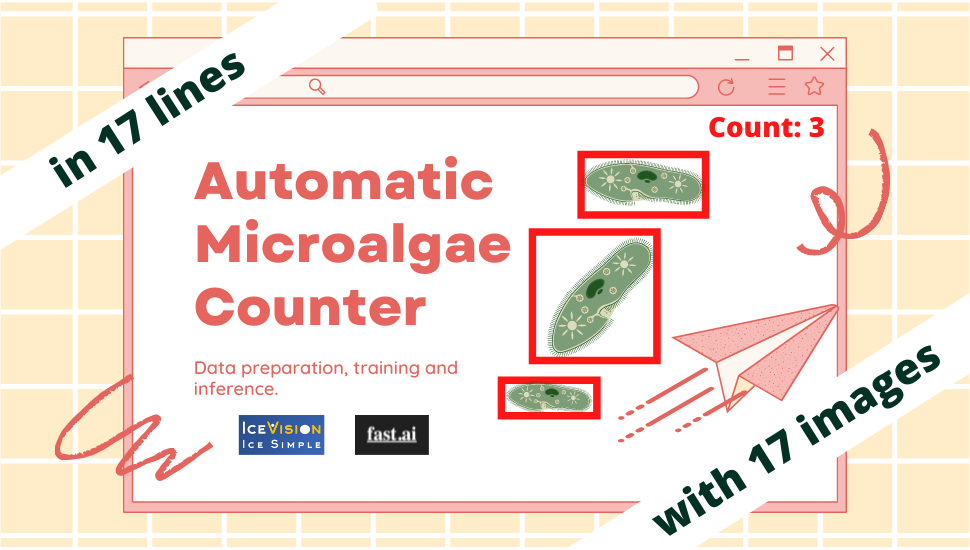 in 17 lines
Count: 3
Automatic
Microalgae
Counter
Data preparation, training and
inference.
ICEVISION
ICE SIMPLE
fast.ai
with 17 images